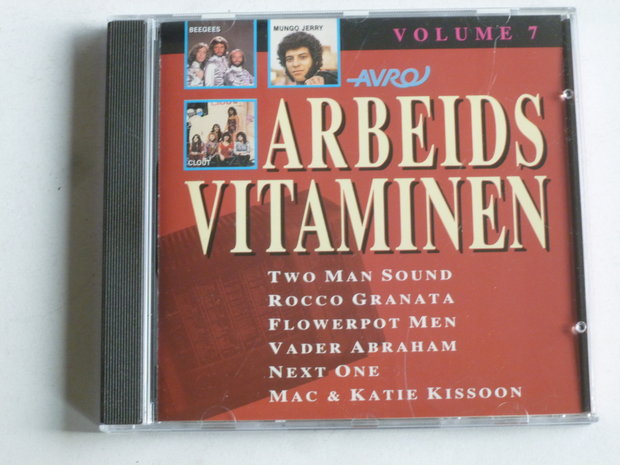 BEEGEES
MUNGO JERRY
VOLUME 7
AVRO
CLOUT
ARBEIDS
VITAMINEN
TWO MAN SOUND
ROCCO GRANATA
FLOWERPOT MEN
VADER ABRAHAM
NEXT ONE
MAC & KATIE KISSOON